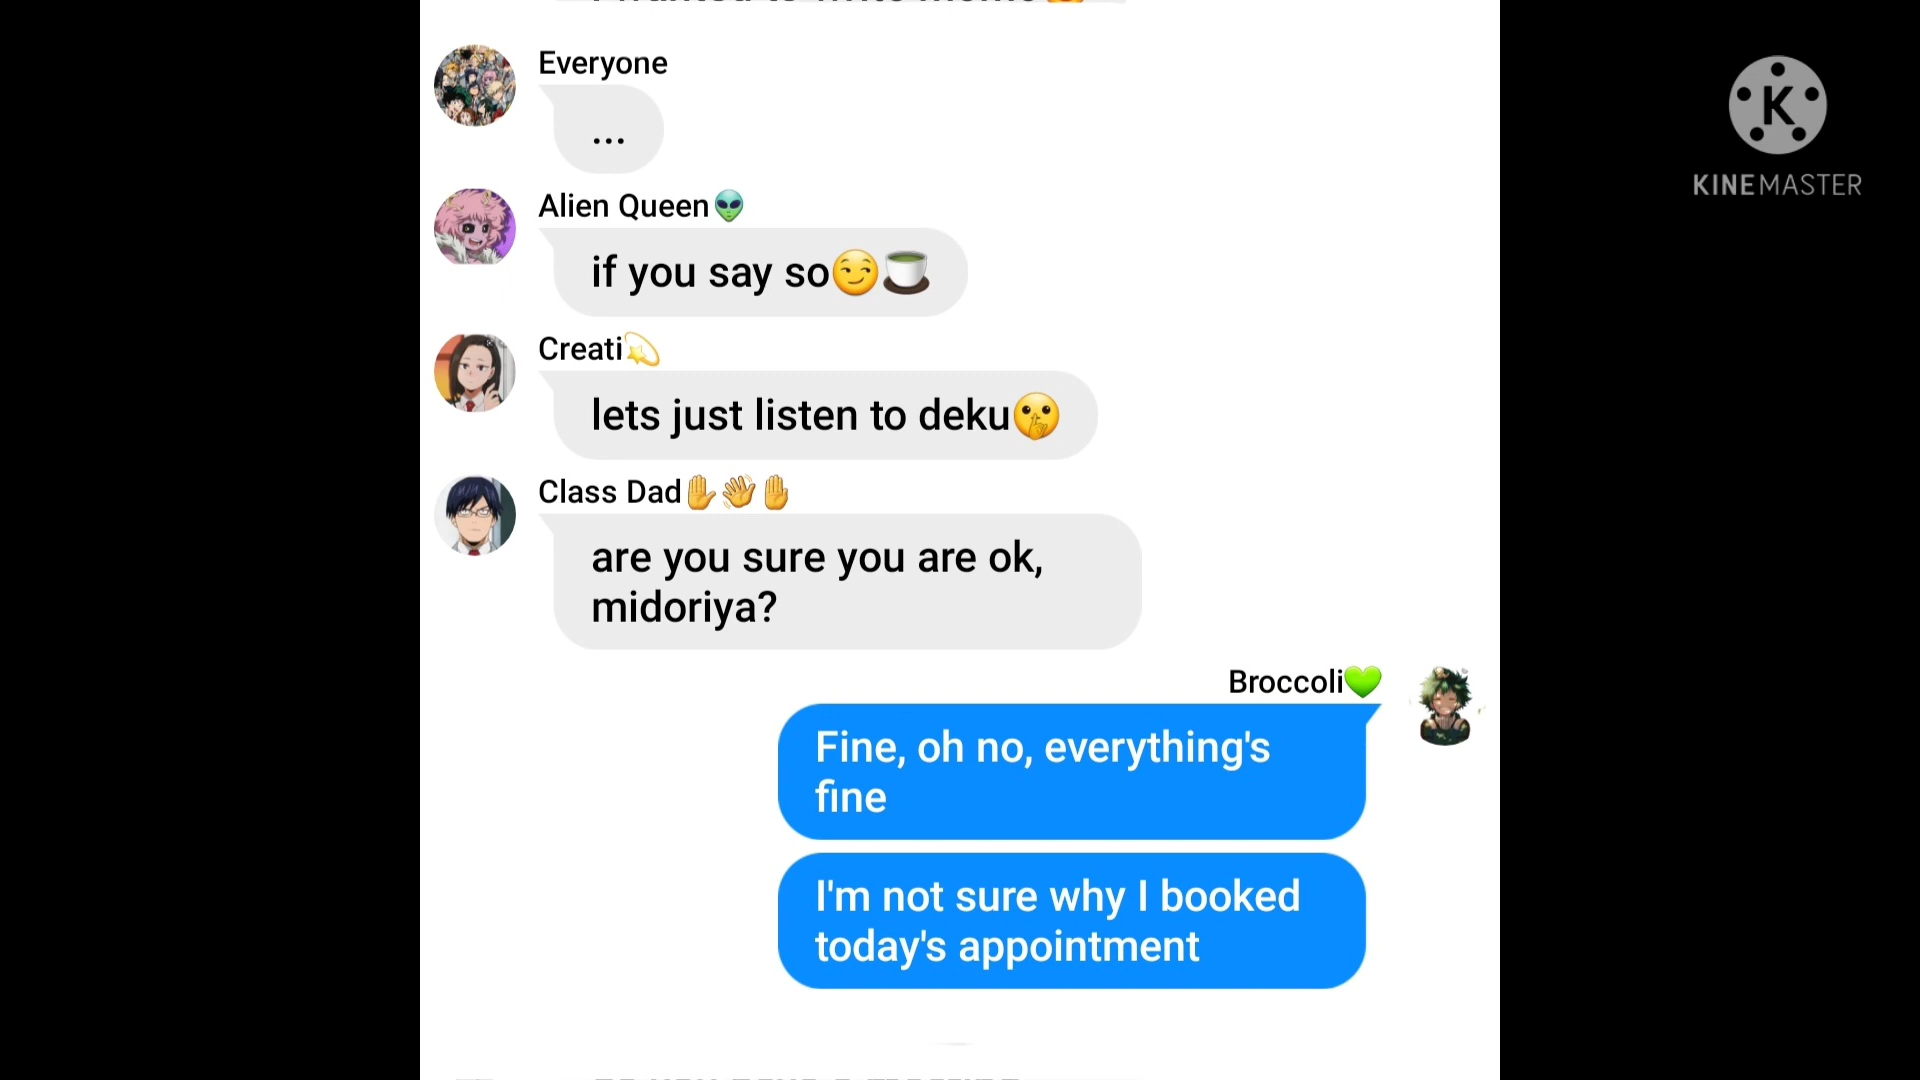 Everyone
...
KINEMASTER
Alien Queen👽
if you say so😏🍵
Creati💫
lets just listen to deku🤫
Class Dad✋👋🤚
are you sure you are ok,
midoriya?
Broccoli💚
Fine, oh no, everything's
fine
I'm not sure why I booked
today's appointment